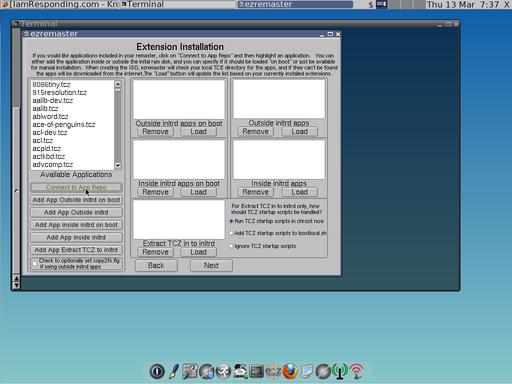 IamResponding.com - Kn
Terminal
$
Thu 13 Mar 7:37 X
Terminal
ezremaster
Extension Installation
If you would like applications included in your remaster, click on "Connect to App Repo" and then highlight an application. You can
either add the application inside or outside the initial ram disk, and you can specify if it should be loaded "on boot" or just be available
for manual installation. When creating the ISO, ezremaster will check your local TCE directory for the apps, and if they can't be found
the apps will be downloaded from the internet. The "Load" button will update the list based on your currently installed extensions.
8086tiny.tcz
915resolution.tcz
aalib-dev.tcz
aalib.tcz
abiword.tcz
ace-of-penguins.tcz
acl-dev.tcz
acl.tcz
acpid.tcz
actkbd.tcz
advcomp.tcz
Available Applications
Connect to App Repo
Add App Outside initrd on boot
Add App Outside initrd
Add App inside initrd on boot
Add App inside initrd
Add App Extract TCZ to initrd
Check to optionally set copy2fs.flg
if using outside initrd apps
Outside initrd apps on boot
Remove
Load
Outside initrd apps
Remove
Load
Inside initrd apps on boot
Remove
Load
Inside initrd apps
Remove
Load
Extract TCZ in to initrd
Remove
Load
For Extract TCZ in to initrd only, how
should TCZ startup scripts be handled?
Run TCZ startup scripts in chroot now
Add TCZ startup scripts to bootlocal.sh
Ignore TCZ startup scripts
Back
Next